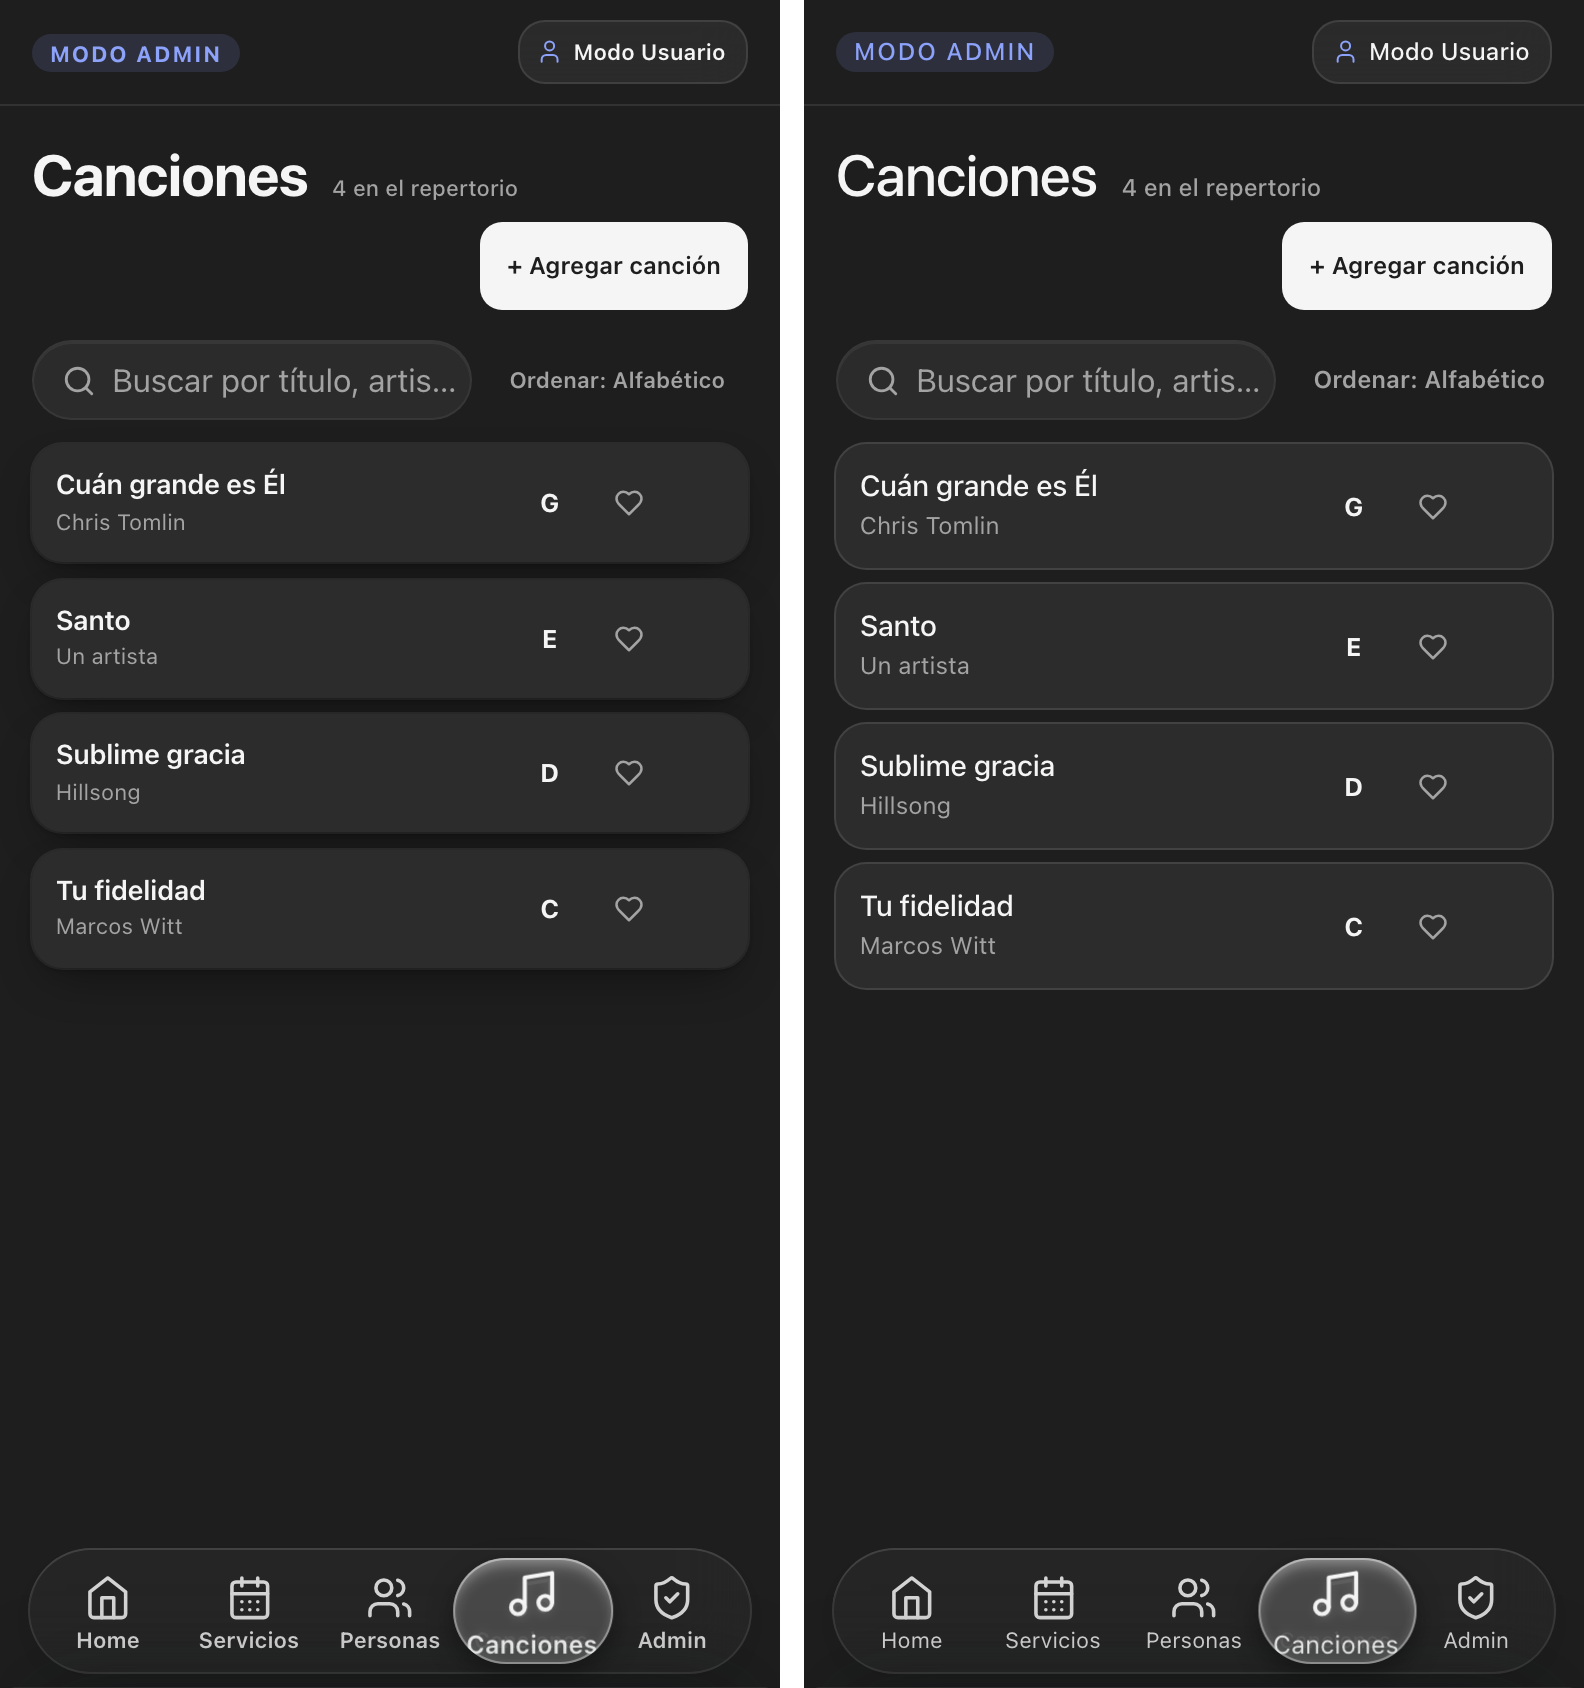 MODO ADMIN
Modo Usuario
Canciones 4 en el repertorio
+ Agregar canción
Buscar por título, artis...
Ordenar: Alfabético
Cuán grande es Él
Chris Tomlin
G
Santo
Un artista
E
Sublime gracia
Hillsong
D
Tu fidelidad
Marcos Witt
C
Home
Servicios
Personas
Canciones
Admin
MODO ADMIN
Modo Usuario
Canciones 4 en el repertorio
+ Agregar canción
Buscar por título, artis...
Ordenar: Alfabético
Cuán grande es Él
Chris Tomlin
G
Santo
Un artista
E
Sublime gracia
Hillsong
D
Tu fidelidad
Marcos Witt
C
Home
Servicios
Personas
Canciones
Admin